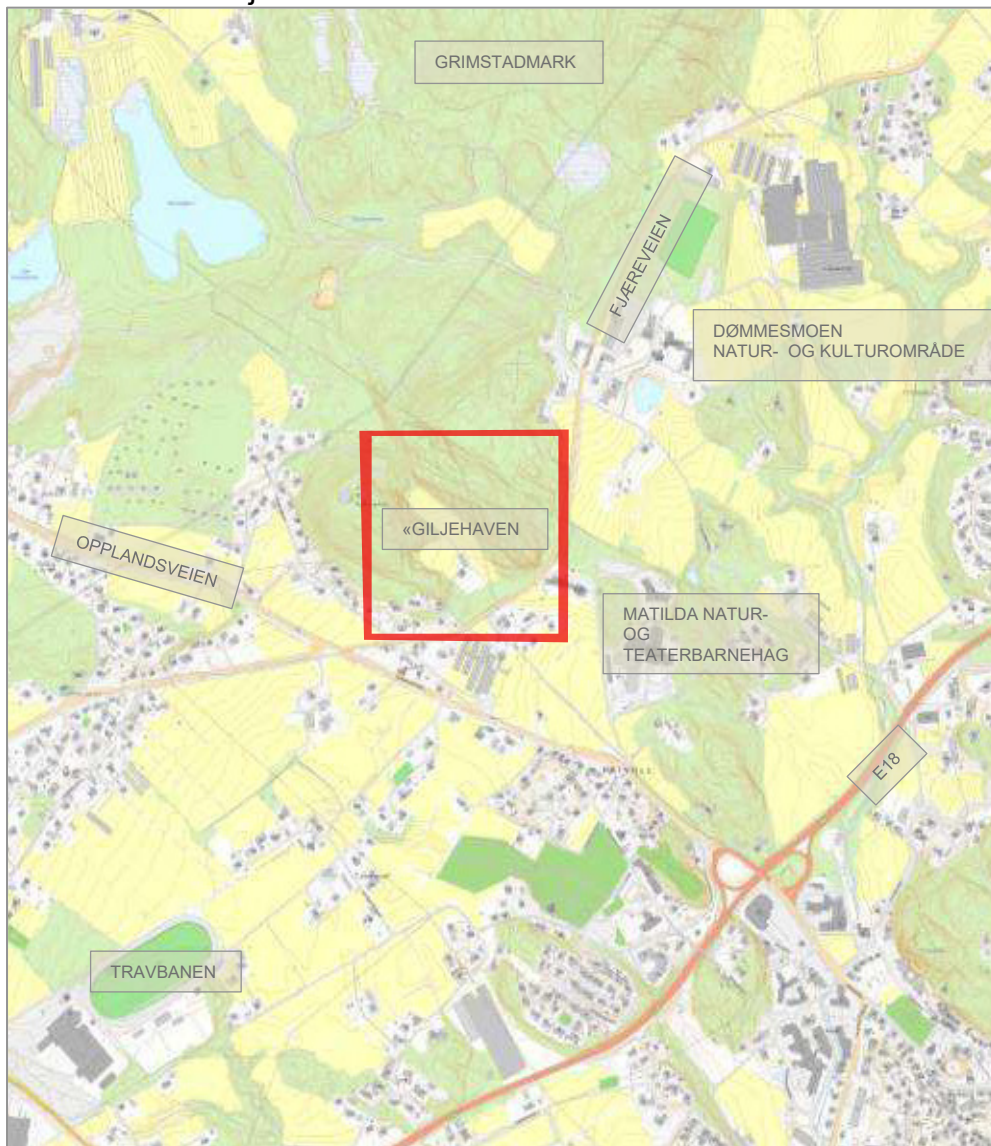 GRIMSTADMARK
FJÆREVEIEN
DØMMESMOEN
NATUR- OG KULTUROMRÅDE
«GILJEHAVEN
OPPLANDSVEIEN
MATILDA NATUR-
OG
TEATERBARNEHAG
E18
TRAVBANEN